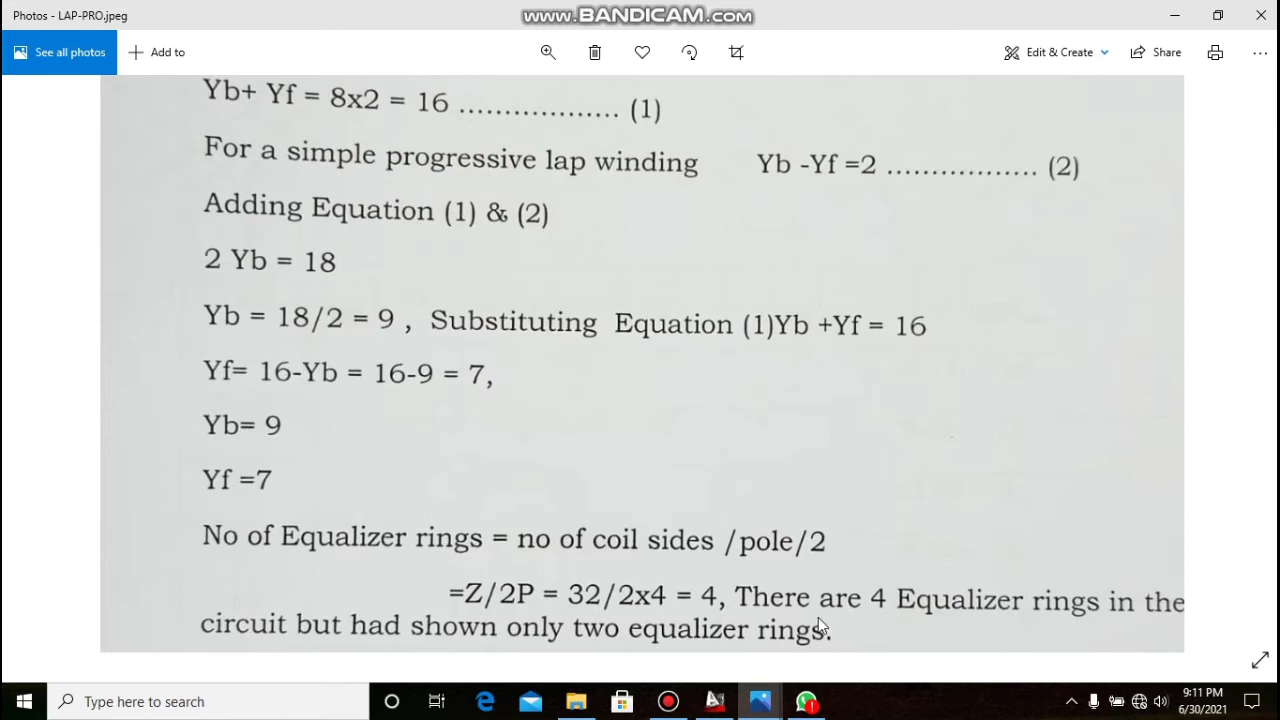 Photos - LAP-PRO.jpeg
www.BANDICAM.com
See all photos
Add to
Edit & Create
Share
Yb+ Yf = 8x2 = 16 .................. (1)
For a simple progressive lap winding Yb -Yf =2 ................. (2)
Adding Equation (1) & (2)
2 Yb = 18
Yb = 18/2 = 9 , Substituting Equation (1)Yb +Yf = 16
Yf= 16-Yb = 16-9 = 7,
Yb= 9
Yf =7
No of Equalizer rings = no of coil sides /pole/2
=Z/2P = 32/2x4 = 4, There are 4 Equalizer rings in the
circuit but had shown only two equalizer rings.
Type here to search
9:11 PM
6/30/2021